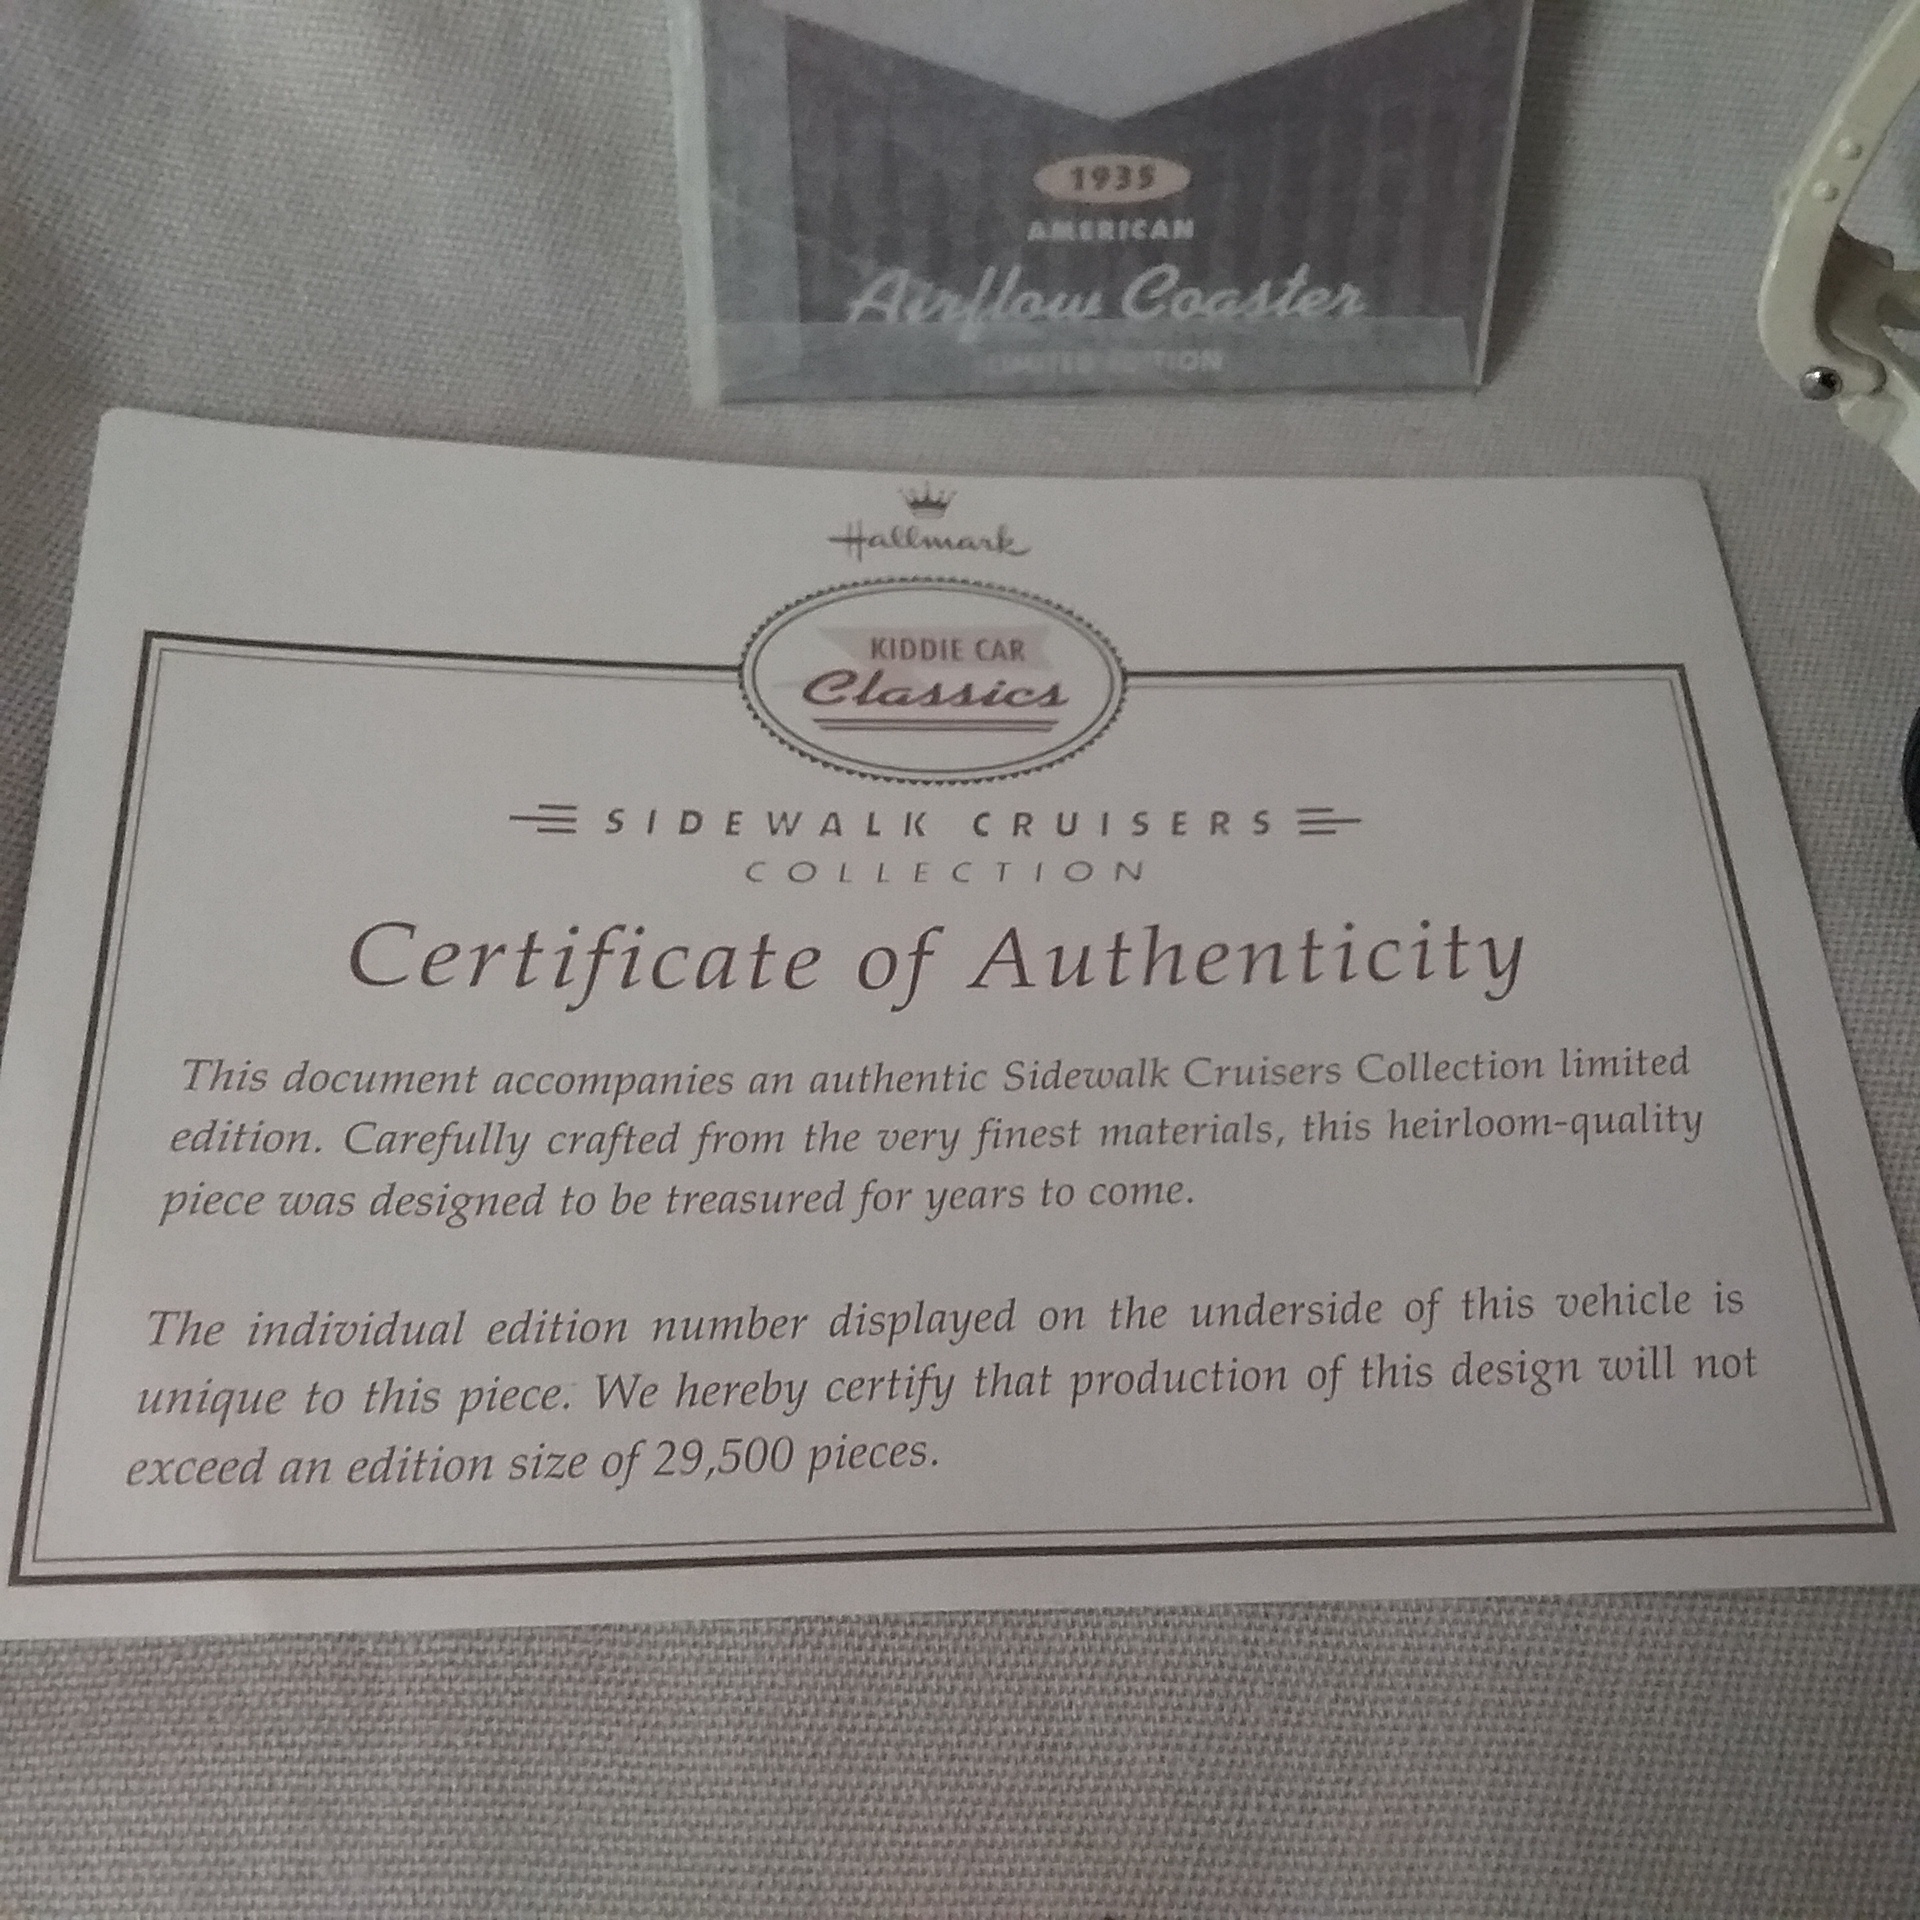 1935
AMERICAN
Airflow Coaster
LIMITED EDITION
Hallmark
KIDDIE CAR
Classics
SIDEWALK CRUISERS
COLLECTION
Certificate of Authenticity
This document accompanies an authentic Sidewalk Cruisers Collection limited
edition. Carefully crafted from the very finest materials, this heirloom-quality
piece was designed to be treasured for years to come.
The individual edition number displayed on the underside of this vehicle is
unique to this piece. We hereby certify that production of this design will not
exceed an edition size of 29,500 pieces.